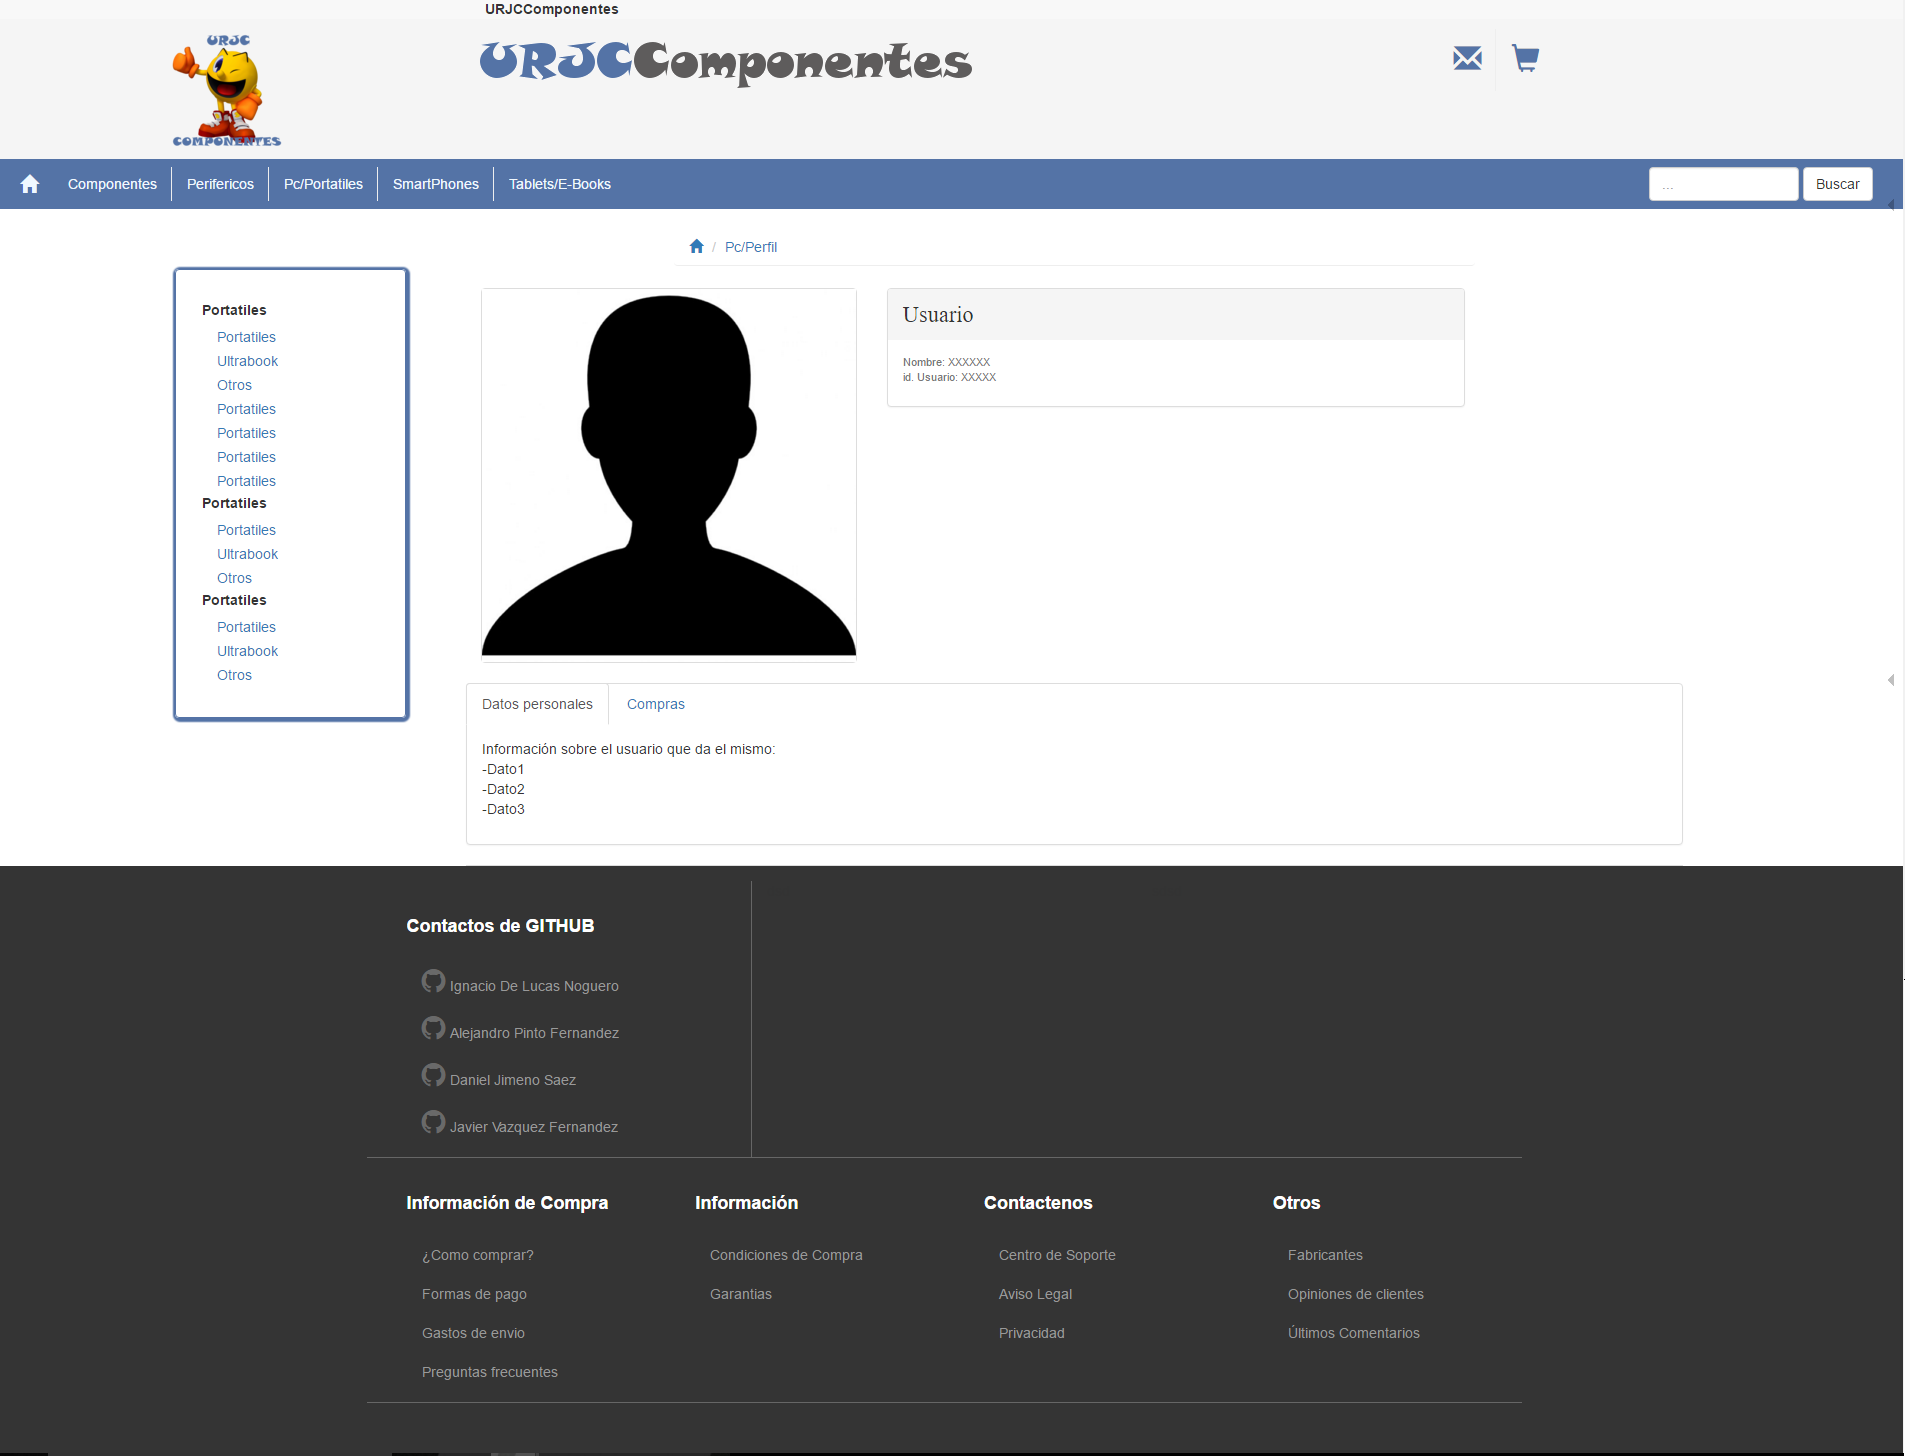 URJCComponentes
URJC
COMPONENTES
URJCComponentes
Componentes
Perifericos
Pc/Portatiles
SmartPhones
Tablets/E-Books
...
Buscar
/ Pc/Perfil
Portatiles
Portatiles
Ultrabook
Otros
Portatiles
Portatiles
Portatiles
Portatiles
Portatiles
Portatiles
Ultrabook
Otros
Portatiles
Portatiles
Ultrabook
Otros
Usuario
Nombre: XXXXXX
id. Usuario: XXXXX
Datos personales
Compras
Información sobre el usuario que da el mismo:
-Dato1
-Dato2
-Dato3
Contactos de GITHUB
Ignacio De Lucas Noguero
Alejandro Pinto Fernandez
Daniel Jimeno Saez
Javier Vazquez Fernandez
Información de Compra
¿Como comprar?
Formas de pago
Gastos de envio
Preguntas frecuentes
Información
Condiciones de Compra
Garantias
Contactenos
Centro de Soporte
Aviso Legal
Privacidad
Otros
Fabricantes
Opiniones de clientes
Últimos Comentarios